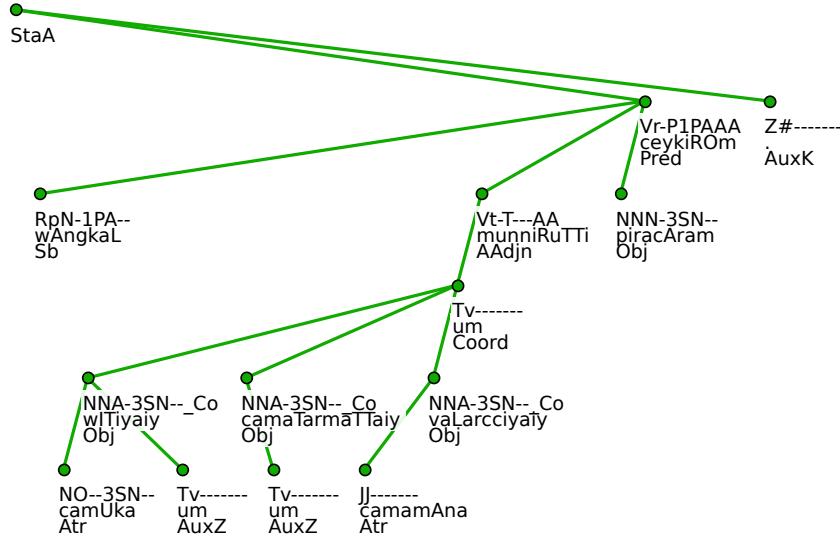 StaA
Vr-P1PAAA
ceykiROm
Pred
Z#-------
.
AuxK
RpN-1PA--
wAngkaL
Sb
Vt-T---AA
munniRuTTi
AAdjn
NNN-3SN--
piracAram
Obj
Tv-------
um
Coord
NNA-3SN--_Co
wITiyaiy
Obj
NNA-3SN--_Co
camaTarmaTTaiy
Obj
NNA-3SN--_Co
vaLarcciyaiy
Obj
NO--3SN--
camUka
Atr
Tv-------
um
AuxZ
Tv-------
um
AuxZ
JJ-------
camamAna
Atr